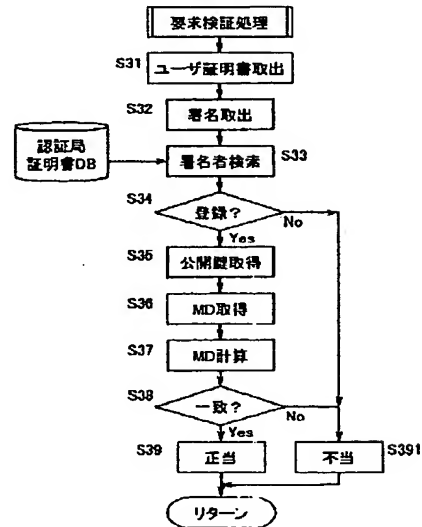 要求検証処理
S31
ユーザ証明書取出
S32
署名取出
認証局
証明書DB
署名者検索
S33
S34
登録?
No
Yes
S35
公開鍵取得
S36
MD取得
S37
MD計算
S38
一致?
No
Yes
S39
正当
不当
S391
リターン